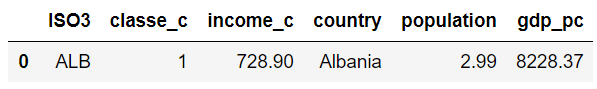 ISO3 classe_c income_c country population gdp_pc
0 ALB 1 728.90 Albania 2.99 8228.37